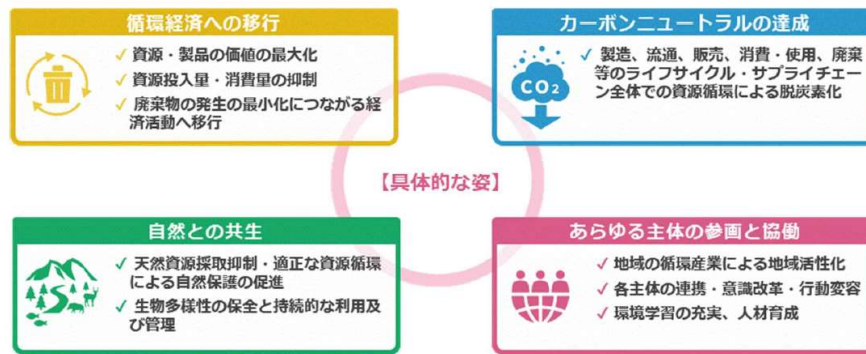 循環経済への移行
✓ 資源・製品の価値の最大化
✓ 資源投入量・消費量の抑制
✓ 廃棄物の発生の最小化につながる経
済活動へ移行
カーボンニュートラルの達成
CO₂
✓ 製造、流通、販売、消費・使用、廃棄
等のライフサイクル・サプライチェー
ン全体での資源循環による脱炭素化
【具体的な姿】
自然との共生
✓ 天然資源採取抑制・適正な資源循環
による自然保護の促進
✓ 生物多様性の保全と持続的な利用及
び管理
あらゆる主体の参画と協働
✓ 地域の循環産業による地域活性化
✓ 各主体の連携・意識改革・行動変容
✓ 環境学習の充実、人材育成